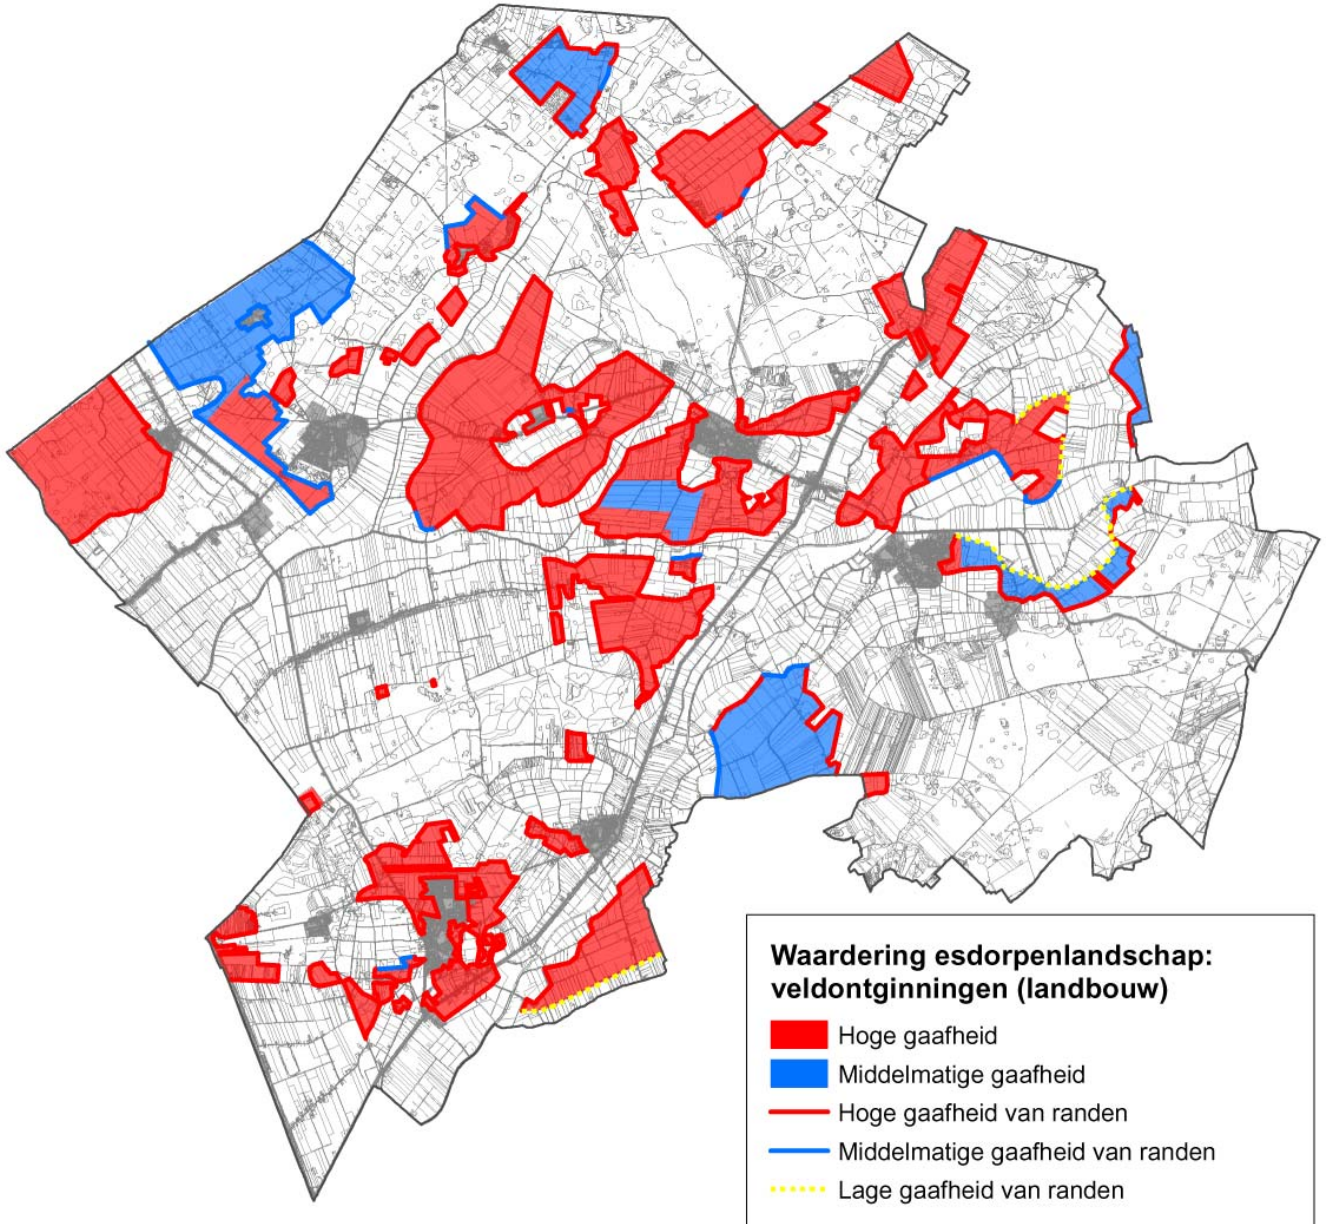 Waardering esdorpenlandschap:
veldontginningen (landbouw)
Hoge gaafheid
Middelmatige gaafheid
Hoge gaafheid van randen
Middelmatige gaafheid van randen
Lage gaafheid van randen